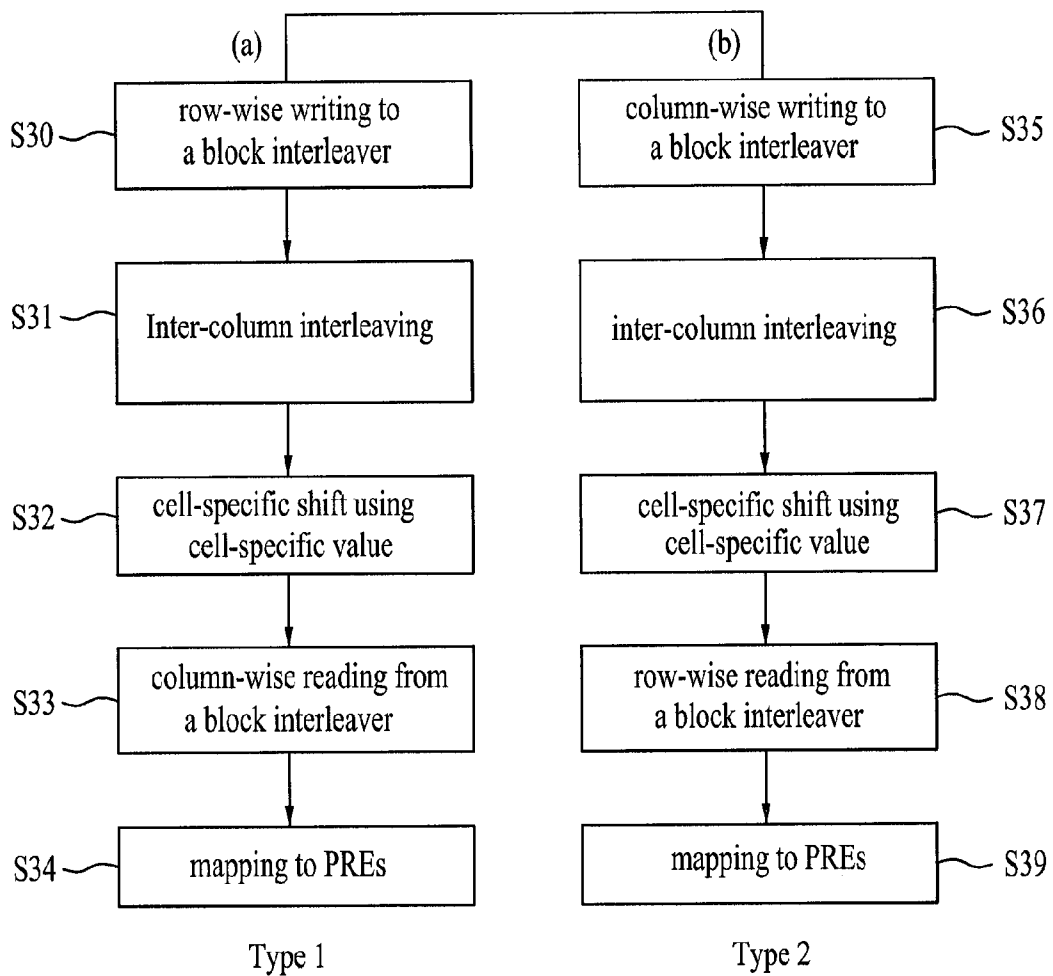 (a)
S30
row-wise writing to
a block interleaver
S31
Inter-column interleaving
S32
cell-specific shift using
cell-specific value
S33
column-wise reading from
a block interleaver
S34
mapping to PREs
Type 1
(b)
column-wise writing to
a block interleaver
S35
inter-column interleaving
S36
cell-specific shift using
cell-specific value
S37
row-wise reading from
a block interleaver
S38
mapping to PREs
S39
Type 2